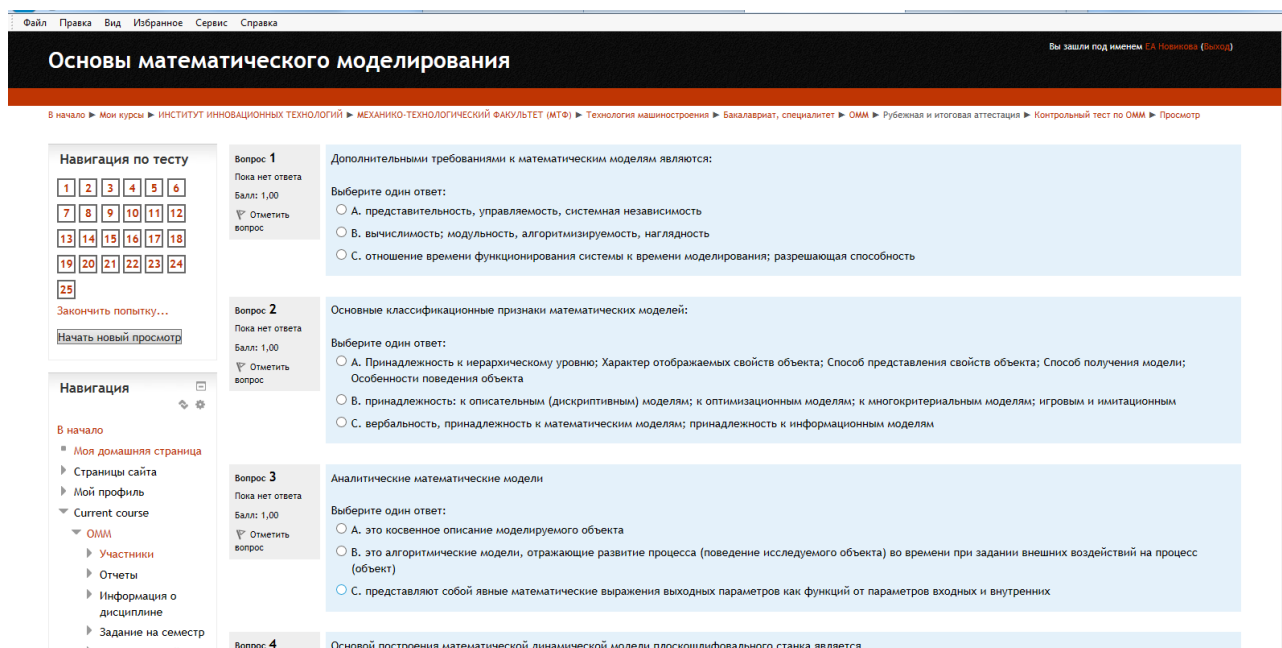 Файл Правка Вид Избранное Сервис Справка
Вы зашли под именем ЕА Новикова (Выход)
Основы математического моделирования
В начало ► Мои курсы ► ИНСТИТУТ ИННОВАЦИОННЫХ ТЕХНОЛОГИЙ ► МЕХАНИКО-ТЕХНОЛОГИЧЕСКИЙ ФАКУЛЬТЕТ (МТФ) ► Технология машиностроения ► Бакалавриат, специалитет ► ОММ ► Рубежная и итоговая аттестация ► Контрольный тест по ОММ ► Просмотр
Навигация по тесту
1 2 3 4 5 6
7 8 9 10 11 12
13 14 15 16 17 18
19 20 21 22 23 24
25
Закончить попытку...
Начать новый просмотр
Навигация
В начало
Моя домашняя страница
Страницы сайта
Мой профиль
Current course
ОММ
Участники
Отчеты
Информация о
дисциплине
Задание на семестр
Вопрос 1
Пока нет ответа
Балл: 1,00
Отметить
вопрос
Дополнительными требованиями к математическим моделям являются:
Выберите один ответ:
A. представительность, управляемость, системная независимость
B. вычислимость; модульность, алгоритмизируемость, наглядность
C. отношение времени функционирования системы к времени моделирования; разрешающая способность
Вопрос 2
Пока нет ответа
Балл: 1,00
Отметить
вопрос
Основные классификационные признаки математических моделей:
Выберите один ответ:
A. Принадлежность к иерархическому уровню; Характер отображаемых свойств объекта; Способ представления свойств объекта; Способ получения модели;
Особенности поведения объекта
B. принадлежность: к описательным (дискриптивным) моделям; к оптимизационным моделям; к многокритериальным моделям; игровым и имитационным
C. вербальность, принадлежность к математическим моделям; принадлежность к информационным моделям
Вопрос 3
Пока нет ответа
Балл: 1,00
Отметить
вопрос
Аналитические математические модели
Выберите один ответ:
A. это косвенное описание моделируемого объекта
B. это алгоритмические модели, отражающие развитие процесса (поведение исследуемого объекта) во времени при задании внешних воздействий на процесс
(объект)
C. представляют собой явные математические выражения выходных параметров как функций от параметров входных и внутренних
Вопрос 4
Основой построения математической динамической модели плоскошлифовального станка является